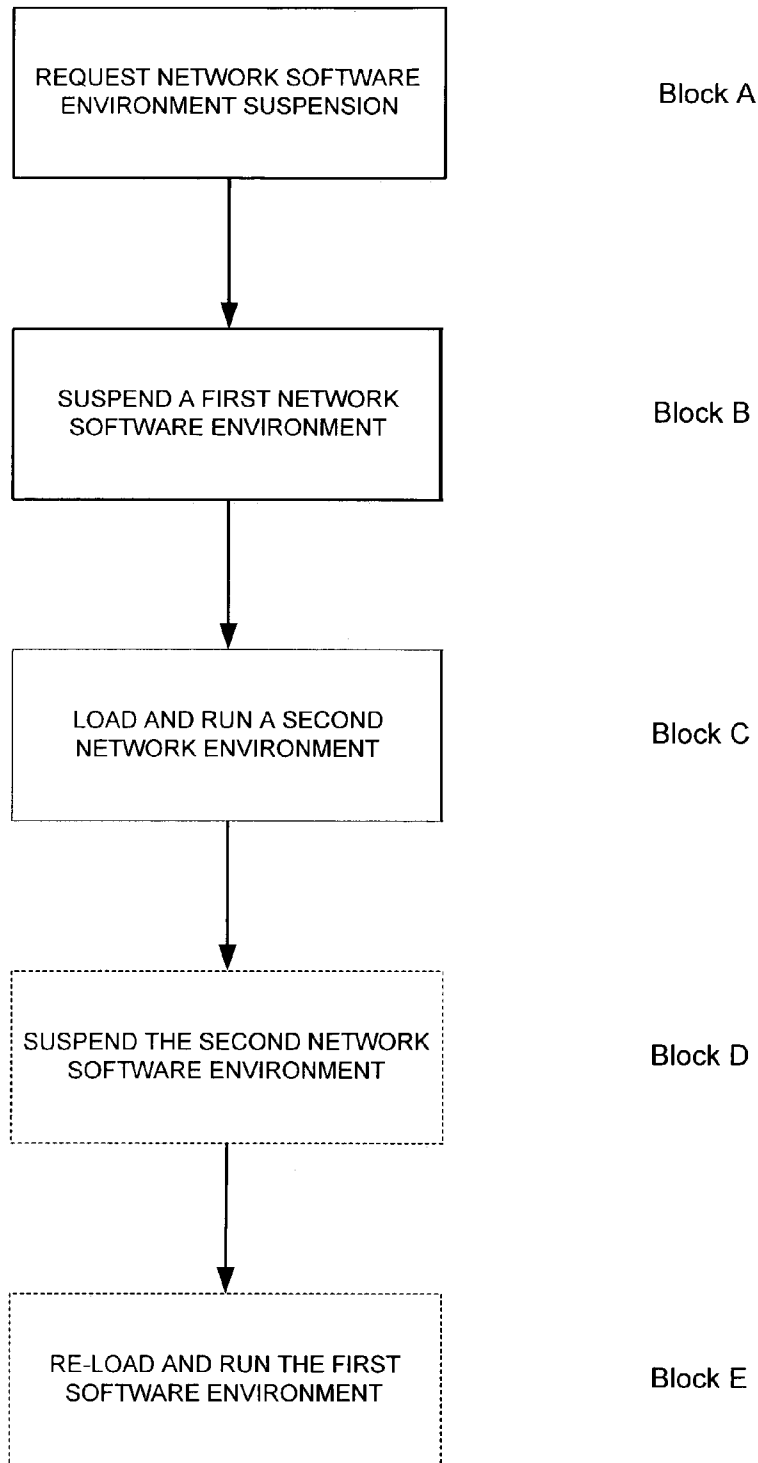 REQUEST NETWORK SOFTWARE
ENVIRONMENT SUSPENSION
Block A
SUSPEND A FIRST NETWORK
SOFTWARE ENVIRONMENT
Block B
LOAD AND RUN A SECOND
NETWORK ENVIRONMENT
Block C
SUSPEND THE SECOND NETWORK
SOFTWARE ENVIRONMENT
Block D
RE-LOAD AND RUN THE FIRST
SOFTWARE ENVIRONMENT
Block E